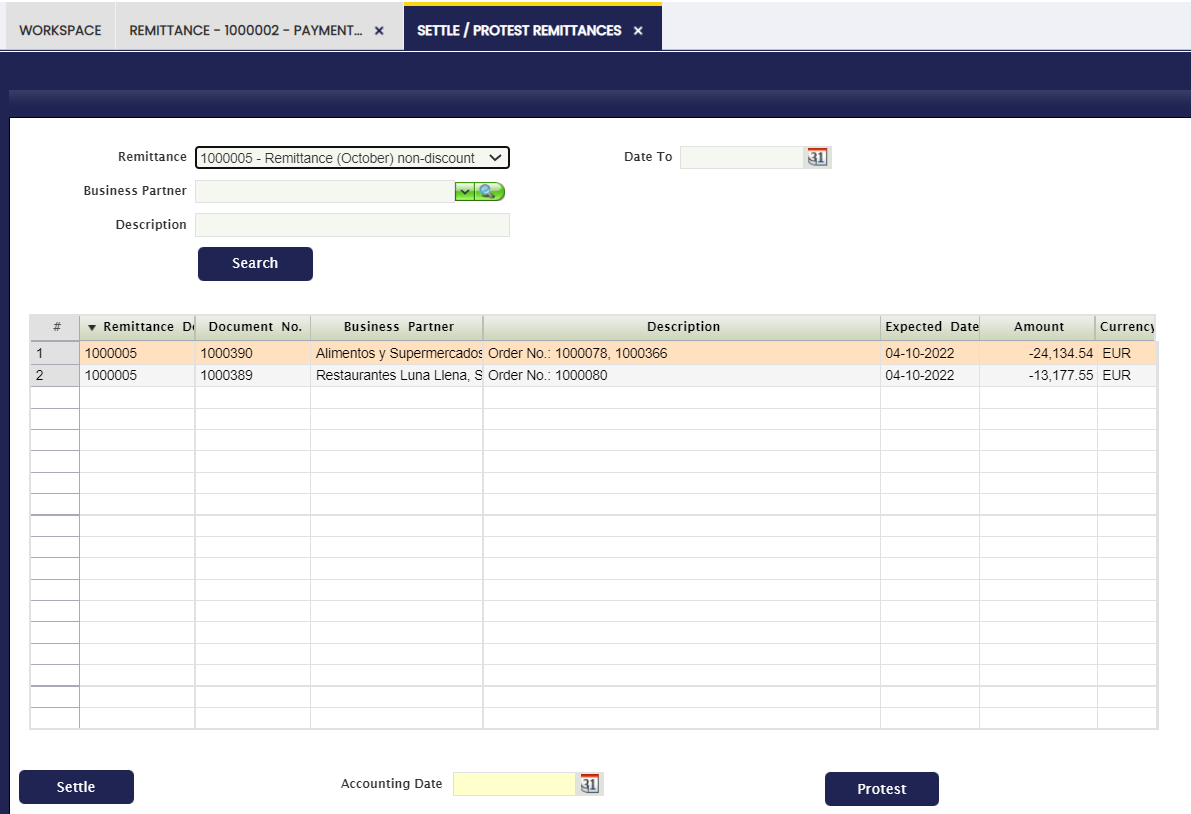 WORKSPACE REMITTANCE - 1000002 - PAYMENT... × SETTLE / PROTEST REMITTANCES ×
Remittance 1000005 - Remittance (October) non-discount Date To 31
Business Partner
Description
Search
# Remittance Do Document No. Business Partner Description Expected Date Amount Currency
1 1000005 1000390 Alimentos y Supermercados Order No.: 1000078, 1000366 04-10-2022 -24,134.54 EUR
2 1000005 1000389 Restaurantes Luna Llena, S Order No.: 1000080 04-10-2022 -13,177.55 EUR
Settle Accounting Date 31 Protest